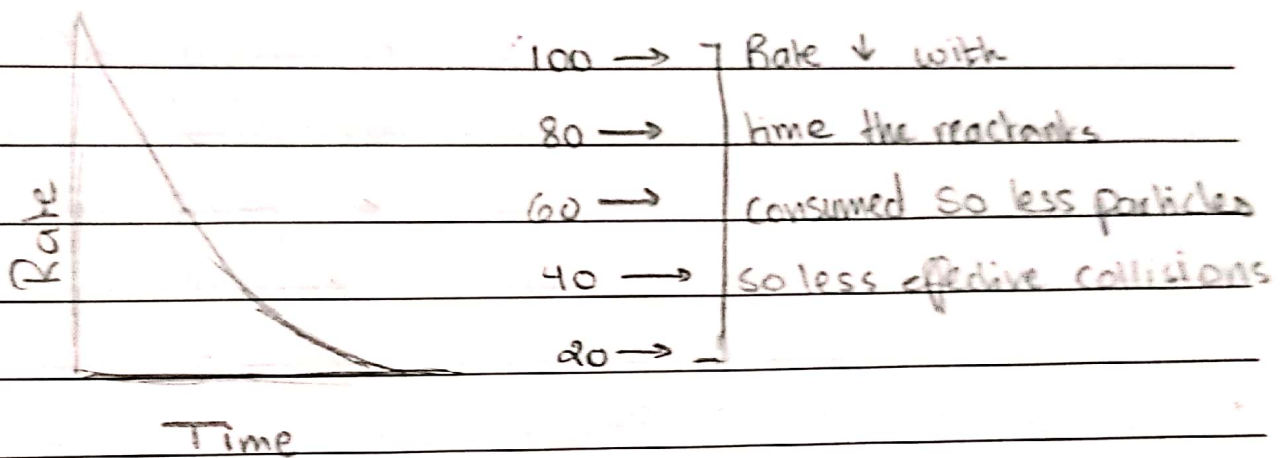 100 → Rate ↓ with
80 → time the reactants
60 → consumed so less particles
40 → so less effective collisions
20 →
Rate
Time